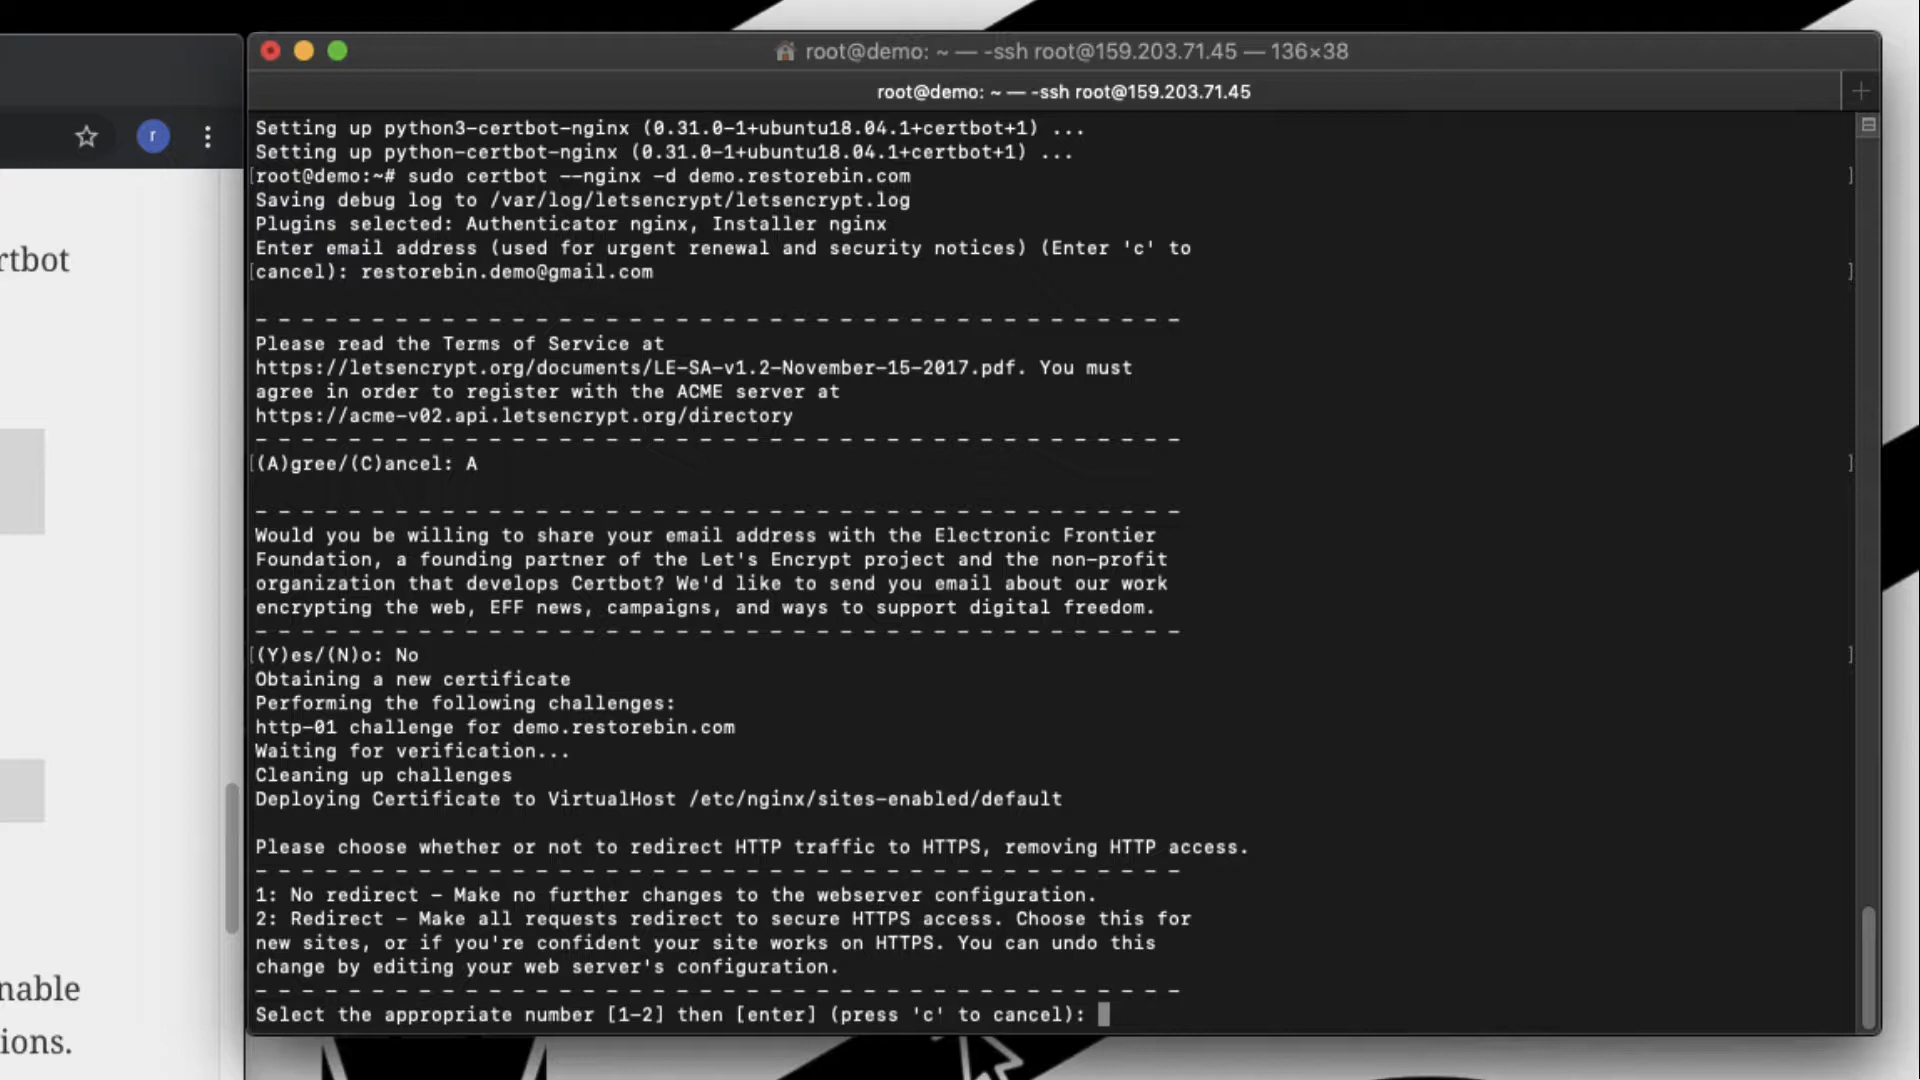 root@demo: ~ — -ssh root@159.203.71.45 — 136×38
root@demo: ~ — -ssh root@159.203.71.45
r
Setting up python3-certbot-nginx (0.31.0-1+ubuntu18.04.1+certbot+1) ...
Setting up python-certbot-nginx (0.31.0-1+ubuntu18.04.1+certbot+1) ...
[root@demo:~# sudo certbot --nginx -d demo.restorebin.com ]
Saving debug log to /var/log/letsencrypt/letsencrypt.log
Plugins selected: Authenticator nginx, Installer nginx
Enter email address (used for urgent renewal and security notices) (Enter 'c' to
[cancel): restorebin.demo@gmail.com ]
- - - - - - - - - - - - - - - - - - - - - - - - - - - - - - - - - - - - - - - -
Please read the Terms of Service at
https://letsencrypt.org/documents/LE-SA-v1.2-November-15-2017.pdf. You must
agree in order to register with the ACME server at
https://acme-v02.api.letsencrypt.org/directory
- - - - - - - - - - - - - - - - - - - - - - - - - - - - - - - - - - - - - - - -
[(A)gree/(C)ancel: A ]
- - - - - - - - - - - - - - - - - - - - - - - - - - - - - - - - - - - - - - - -
Would you be willing to share your email address with the Electronic Frontier
Foundation, a founding partner of the Let's Encrypt project and the non-profit
organization that develops Certbot? We'd like to send you email about our work
encrypting the web, EFF news, campaigns, and ways to support digital freedom.
- - - - - - - - - - - - - - - - - - - - - - - - - - - - - - - - - - - - - - - -
[(Y)es/(N)o: No ]
Obtaining a new certificate
Performing the following challenges:
http-01 challenge for demo.restorebin.com
Waiting for verification...
Cleaning up challenges
Deploying Certificate to VirtualHost /etc/nginx/sites-enabled/default
Please choose whether or not to redirect HTTP traffic to HTTPS, removing HTTP access.
- - - - - - - - - - - - - - - - - - - - - - - - - - - - - - - - - - - - - - - -
1: No redirect - Make no further changes to the webserver configuration.
2: Redirect - Make all requests redirect to secure HTTPS access. Choose this for
new sites, or if you're confident your site works on HTTPS. You can undo this
change by editing your web server's configuration.
- - - - - - - - - - - - - - - - - - - - - - - - - - - - - - - - - - - - - - - -
Select the appropriate number [1-2] then [enter] (press 'c' to cancel):
rtbot
nable
ions.